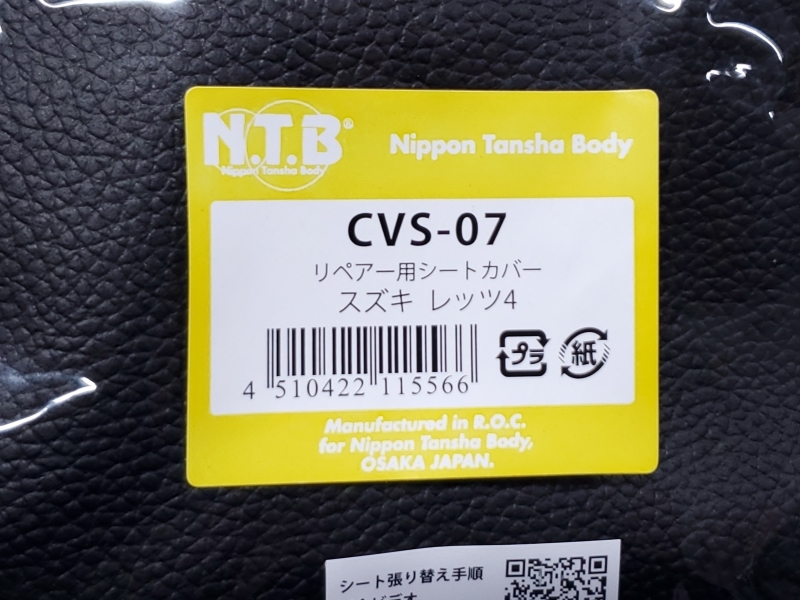 N.T.B®
Nippon Tansha Body
Nippon Tansha Body
CVS-07
リペアー用シートカバー
スズキ レッツ4
4 510422 115566
プラ
紙
Manufactured in R.O.C.
for Nippon Tansha Body,
OSAKA JAPAN.
シート張り替え手順